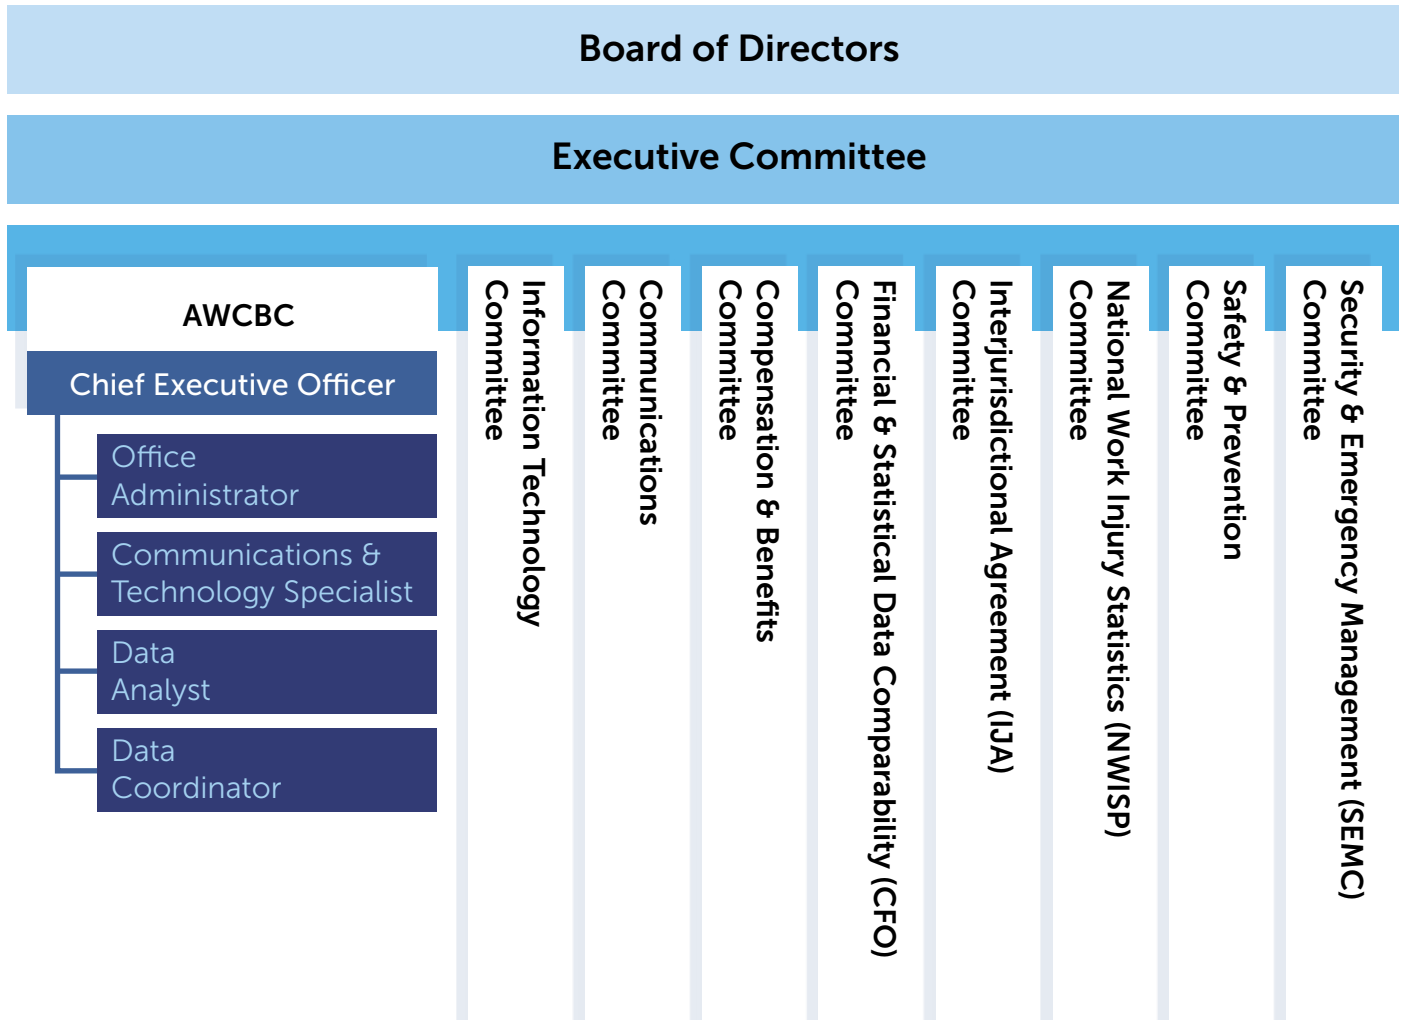 Board of Directors
Executive Committee
AWCBC
Chief Executive Officer
Office
Administrator
Communications &
Technology Specialist
Data
Analyst
Data
Coordinator
Information Technology
Committee
Communications
Committee
Compensation & Benefits
Committee
Financial & Statistical Data Comparability (CFO)
Committee
Interjurisdictional Agreement (IJA)
Committee
National Work Injury Statistics (NWISP)
Committee
Safety & Prevention
Committee
Security & Emergency Management (SEMC)
Committee